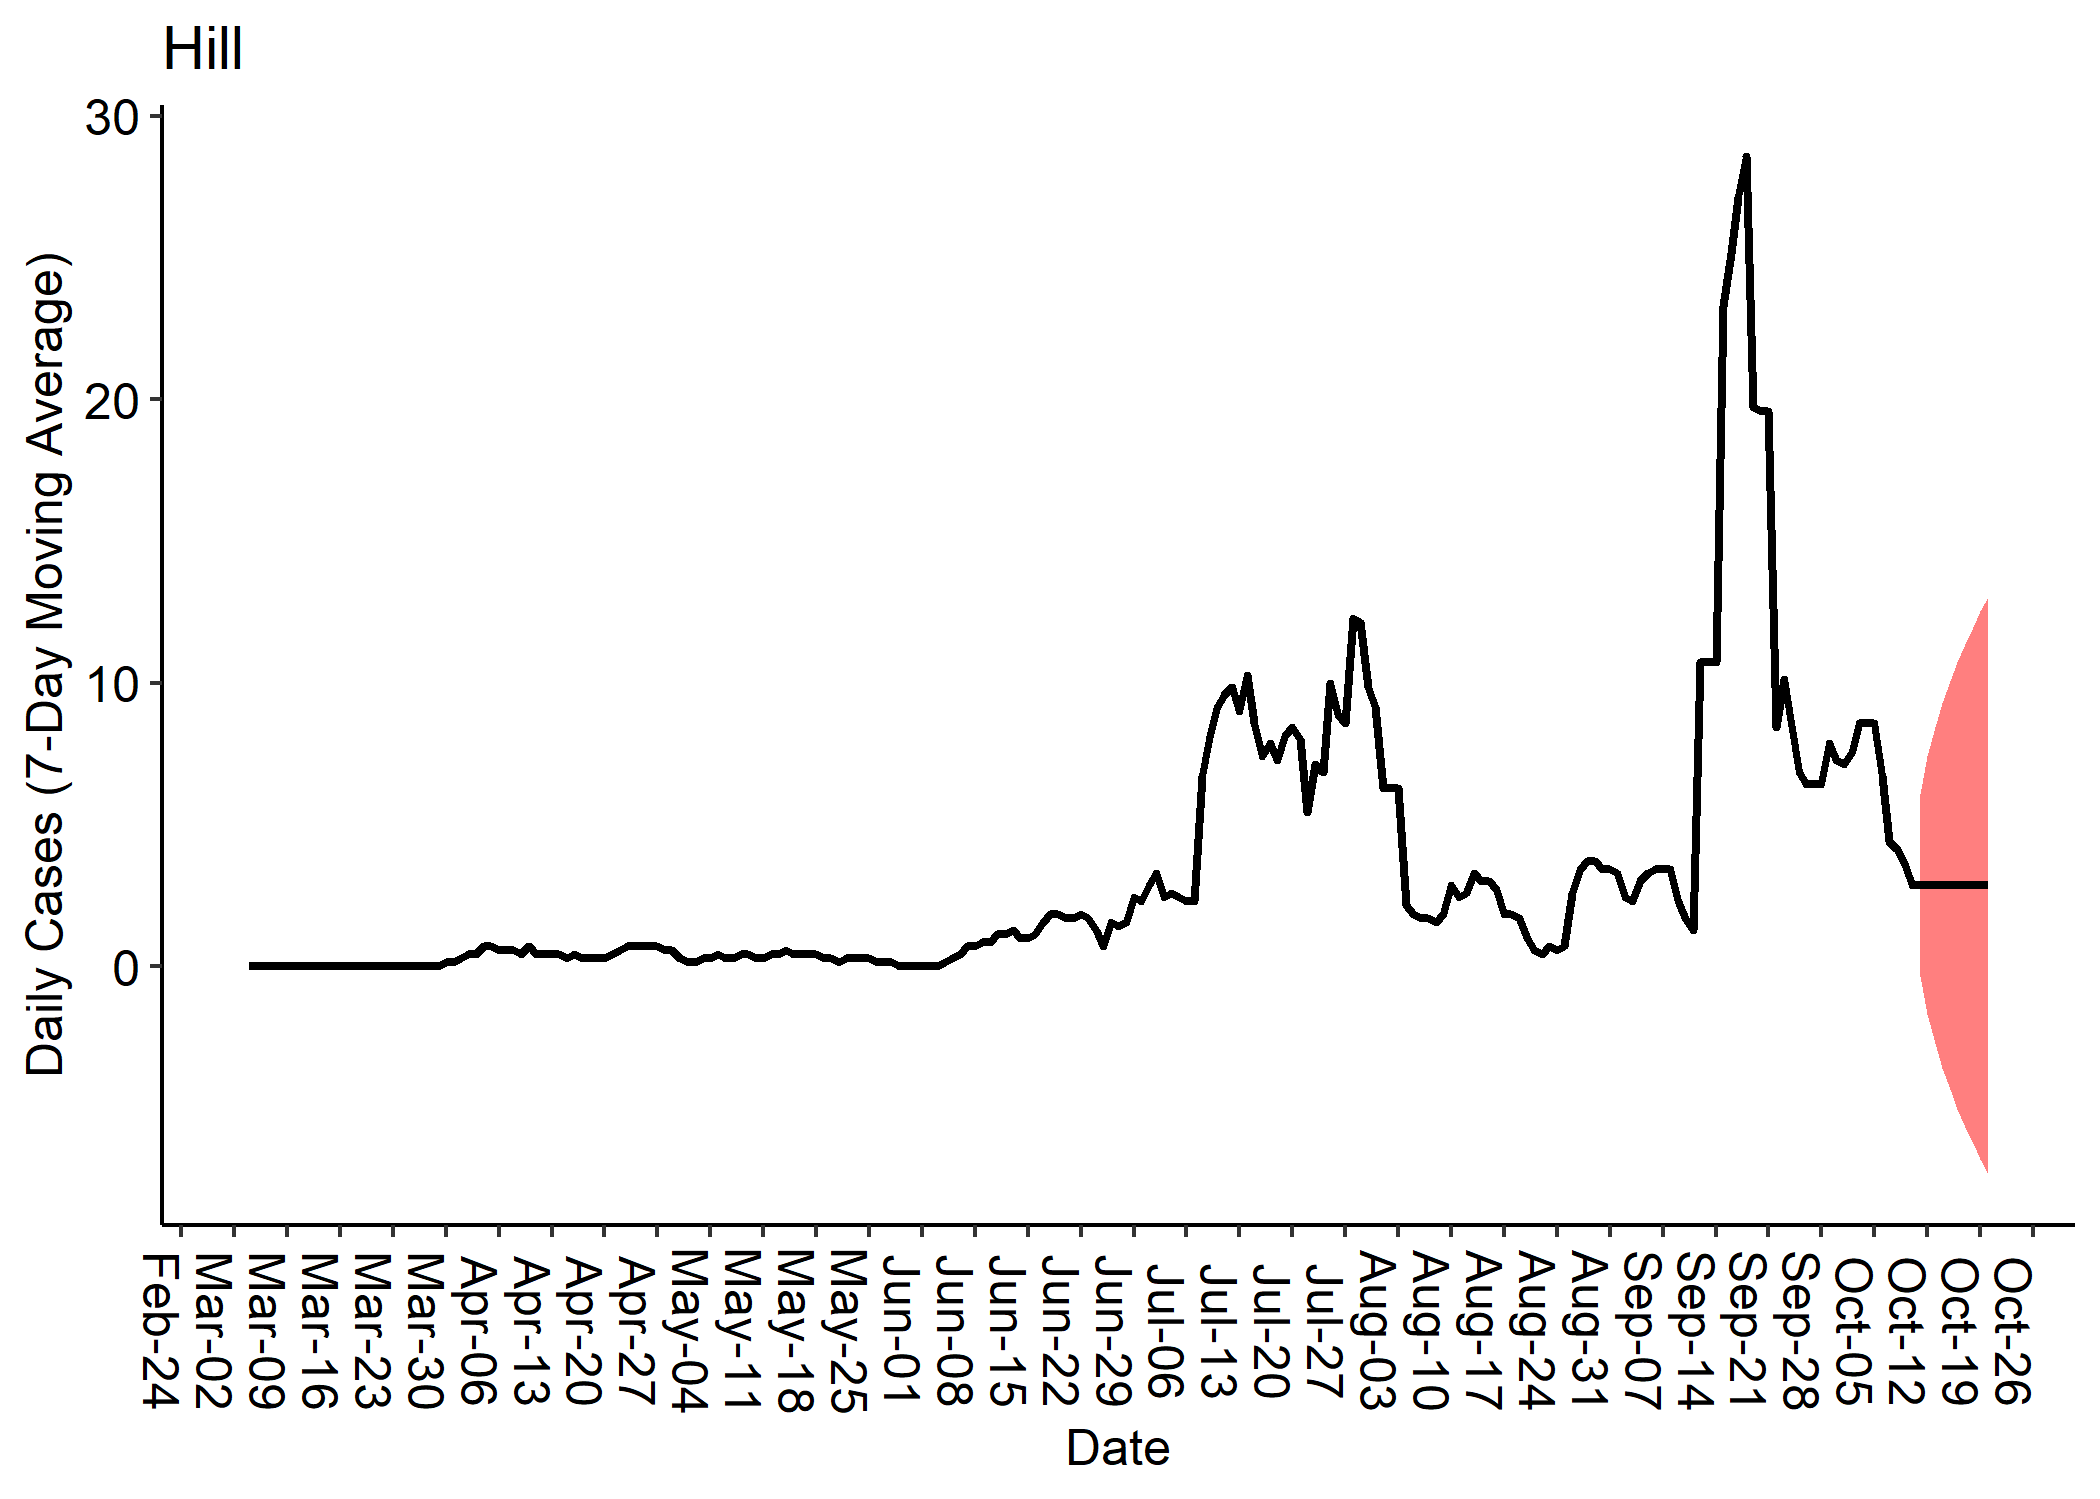 Hill
Daily Cases (7-Day Moving Average)
30
20
10
0
Feb-24
Mar-02
Mar-09
Mar-16
Mar-23
Mar-30
Apr-06
Apr-13
Apr-20
Apr-27
May-04
May-11
May-18
May-25
Jun-01
Jun-08
Jun-15
Jun-22
Jun-29
Jul-06
Jul-13
Jul-20
Jul-27
Aug-03
Aug-10
Aug-17
Aug-24
Aug-31
Sep-07
Sep-14
Sep-21
Sep-28
Oct-05
Oct-12
Oct-19
Oct-26
Date